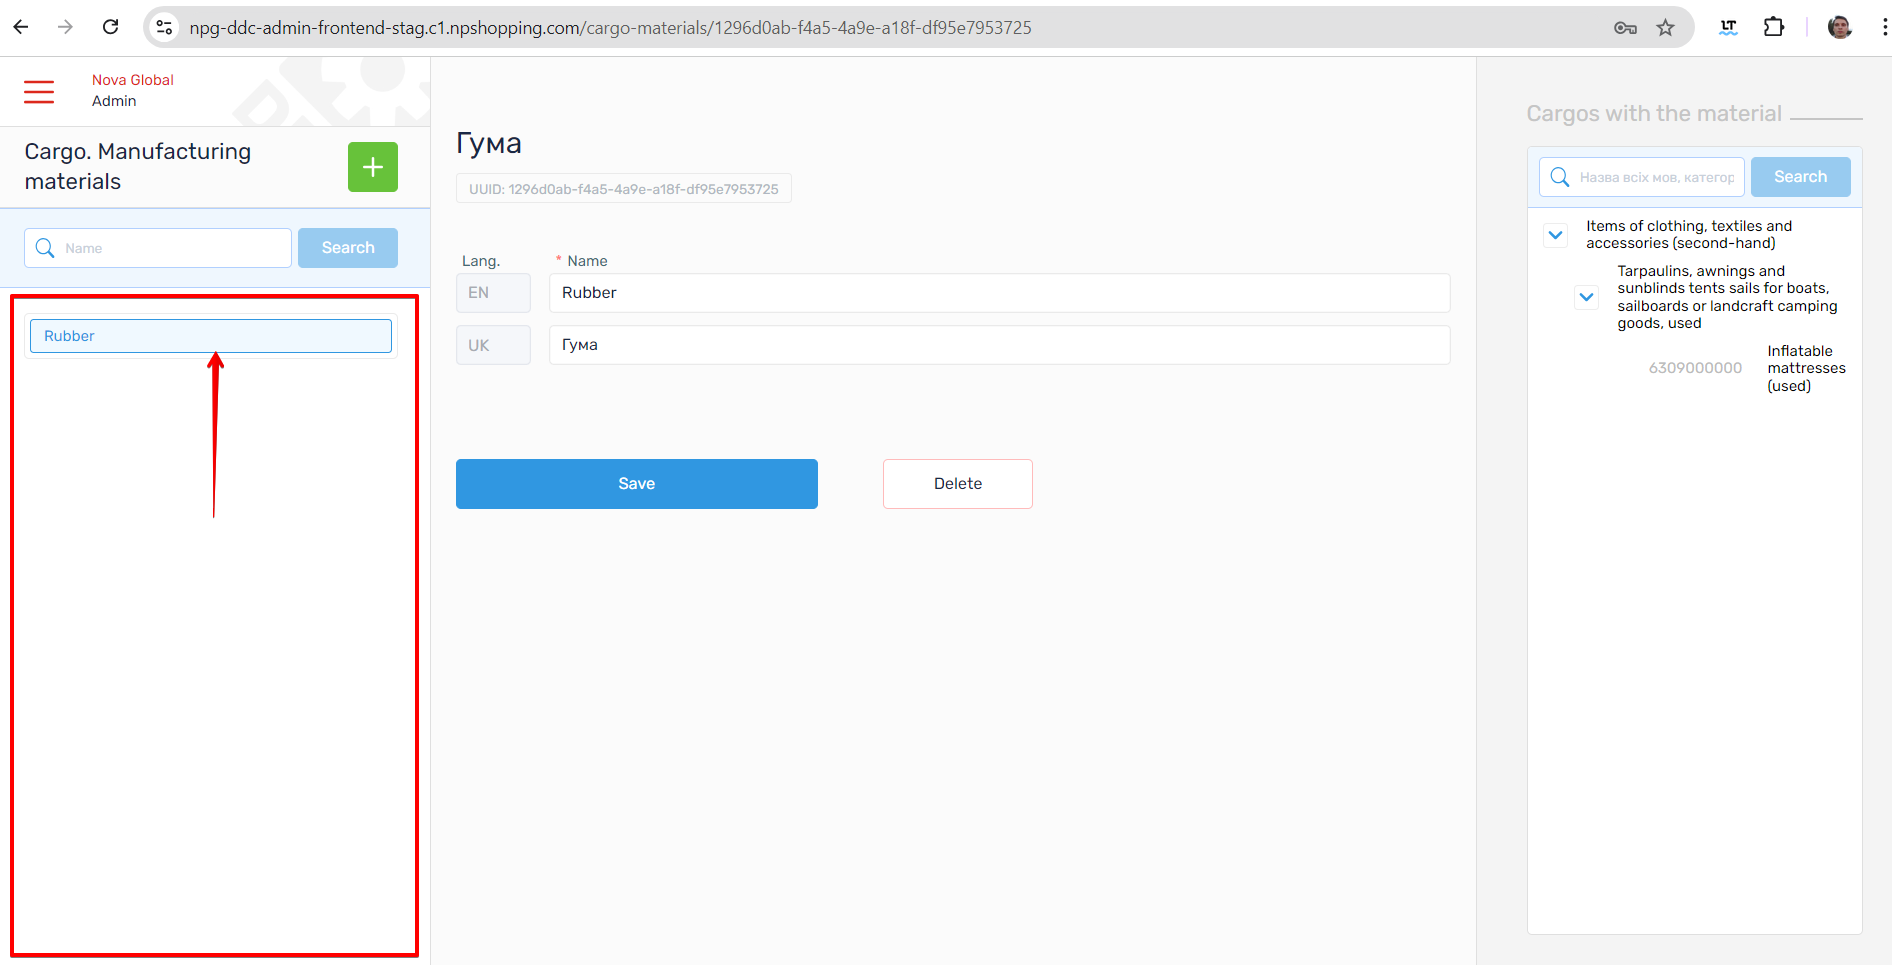 npg-ddc-admin-frontend-stag.c1.npshopping.com/cargo-materials/1296d0ab-f4a5-4a9e-a18f-df95e7953725
LT
Nova Global
Admin
Cargo. Manufacturing
materials
Name
Search
Rubber
Гума
UUID: 1296d0ab-f4a5-4a9e-a18f-df95e7953725
Lang.
* Name
EN
Rubber
UK
Гума
Save
Delete
Cargos with the material
Назва всіх мов, категор
Search
Items of clothing, textiles and
accessories (second-hand)
Tarpaulins, awnings and
sunblinds tents sails for boats,
sailboards or landcraft camping
goods, used
6309000000
Inflatable
mattresses
(used)